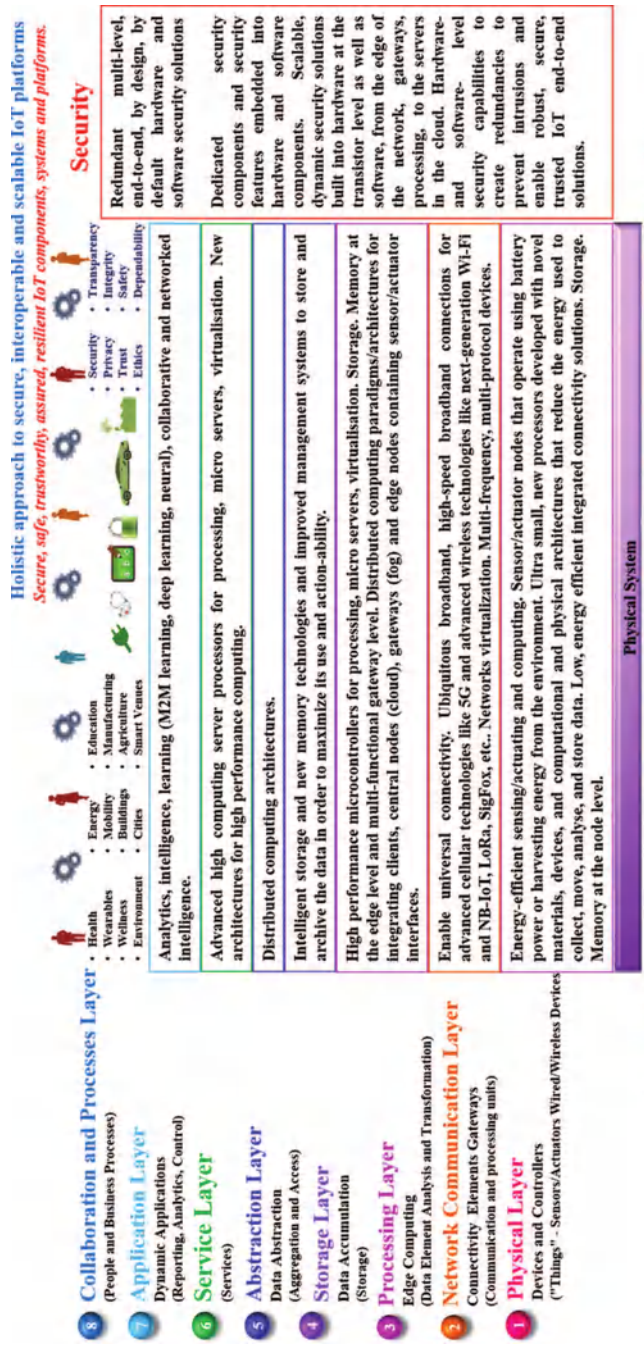 Holistic approach to secure, interoperable and scalable IoT platforms
Secure, safe, trustworthy, assured, resilient IoT components, systems and platforms.
8 Collaboration and Processes Layer
(People and Business Processes)
• Health
• Wearables
• Wellness
• Environment
• Energy
• Mobility
• Buildings
• Cities
• Education
• Manufacturing
• Agriculture
• Smart Venues
• Security
• Privacy
• Trust
• Ethics
• Transparency
• Integrity
• Safety
• Dependability
7 Application Layer
Dynamic Applications
(Reporting, Analytics, Control)
Analytics, intelligence, learning (M2M learning, deep learning, neural), collaborative and networked
intelligence.
6 Service Layer
(Services)
Advanced high computing server processors for processing, micro servers, virtualisation. New
architectures for high performance computing.
5 Abstraction Layer
Data Abstraction
(Aggregation and Access)
Distributed computing architectures.
4 Storage Layer
Data Accumulation
(Storage)
Intelligent storage and new memory technologies and improved management systems to store and
archive the data in order to maximize its use and action-ability.
3 Processing Layer
Edge Computing
(Data Element Analysis and Transformation)
High performance microcontrollers for processing, micro servers, virtualisation. Storage. Memory at
the edge level and multi-functional gateway level. Distributed computing paradigms/architectures for
integrating clients, central nodes (cloud), gateways (fog) and edge nodes containing sensor/actuator
interfaces.
2 Network Communication Layer
Connectivity Elements Gateways
(Communication and processing units)
Enable universal connectivity. Ubiquitous broadband, high-speed broadband connections for
advanced cellular technologies like 5G and advanced wireless technologies like next-generation Wi-Fi
and NB-IoT, LoRa, SigFox, etc.. Networks virtualization. Multi-frequency, multi-protocol devices.
1 Physical Layer
Devices and Controllers
("Things" - Sensors/Actuators Wired/Wireless Devices
Energy-efficient sensing/actuating and computing. Sensor/actuator nodes that operate using battery
power or harvesting energy from the environment. Ultra small, new processors developed with novel
materials, devices, and computational and physical architectures that reduce the energy used to
collect, move, analyse, and store data. Low, energy efficient integrated connectivity solutions. Storage.
Memory at the node level.
Physical System
Security
Redundant multi-level,
end-to-end, by design, by
default hardware and
software security solutions
Dedicated security
components and security
features embedded into
hardware and software
components. Scalable,
dynamic security solutions
built into hardware at the
transistor level as well as
software, from the edge of
the network, gateways,
processing, to the servers
in the cloud. Hardware-
and software- level
security capabilities to
create redundancies to
prevent intrusions and
enable robust, secure,
trusted IoT end-to-end
solutions.